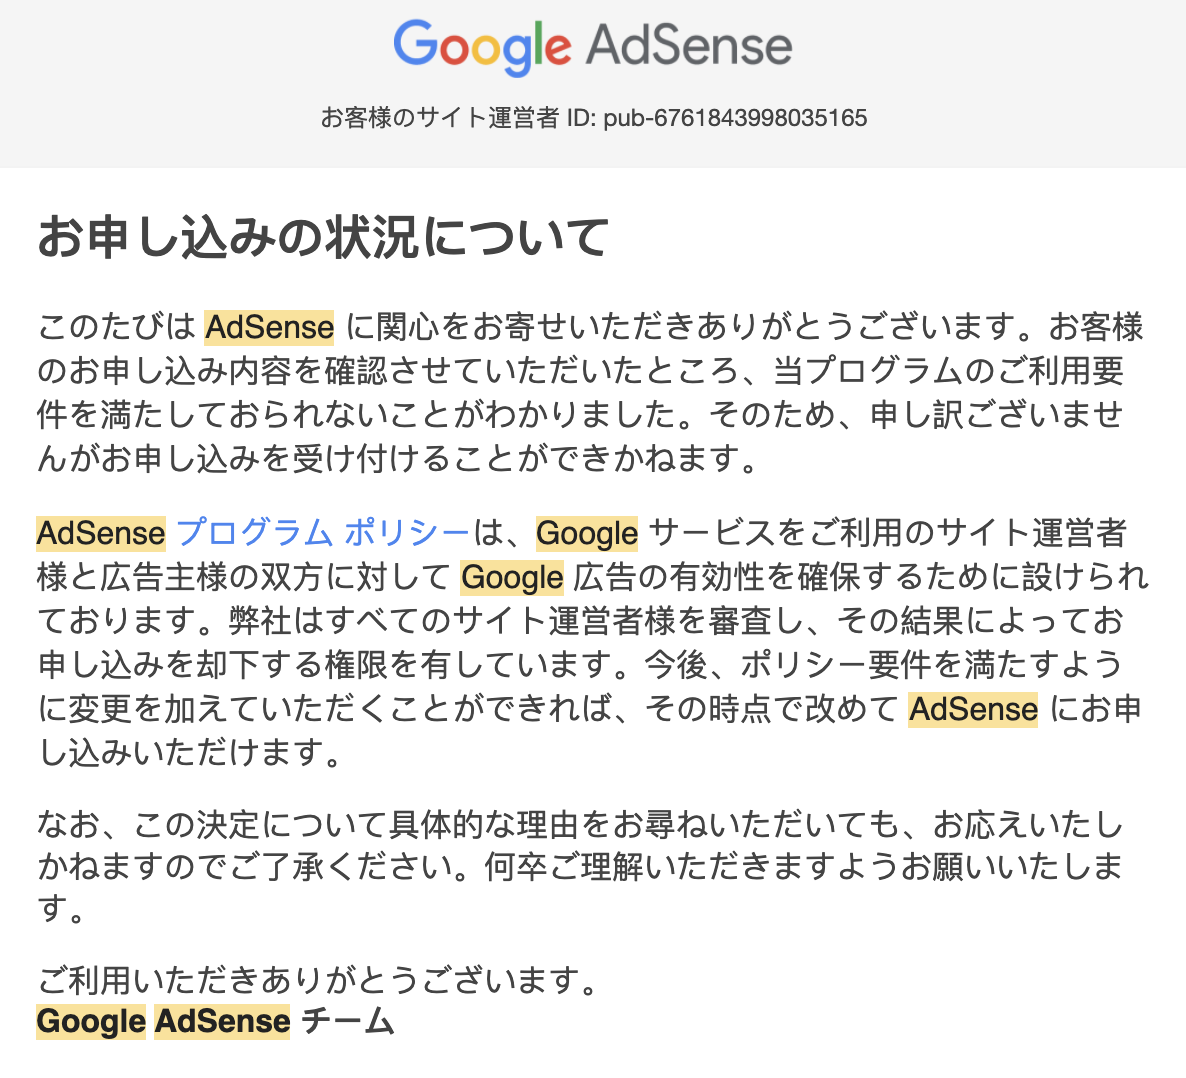 Google AdSense
お客様のサイト運営者 ID: pub-6761843998035165
お申し込みの状況について
このたびは AdSense に関心をお寄せいただきありがとうございます。お客様
のお申し込み内容を確認させていただいたところ、当プログラムのご利用要
件を満たしておられないことがわかりました。そのため、申し訳ございませ
んがお申し込みを受け付けることができかねます。
AdSense プログラム ポリシーは、Google サービスをご利用のサイト運営者
様と広告主様の双方に対して Google 広告の有効性を確保するために設けられ
ております。弊社はすべてのサイト運営者様を審査し、その結果によってお
申し込みを却下する権限を有しています。今後、ポリシー要件を満たすよう
に変更を加えていただくことができれば、その時点で改めて AdSense にお申
し込みいただけます。
なお、この決定について具体的な理由をお尋ねいただいても、お応えいたし
かねますのでご了承ください。何卒ご理解いただきますようお願いいたしま
す。
ご利用いただきありがとうございます。
Google AdSense チーム